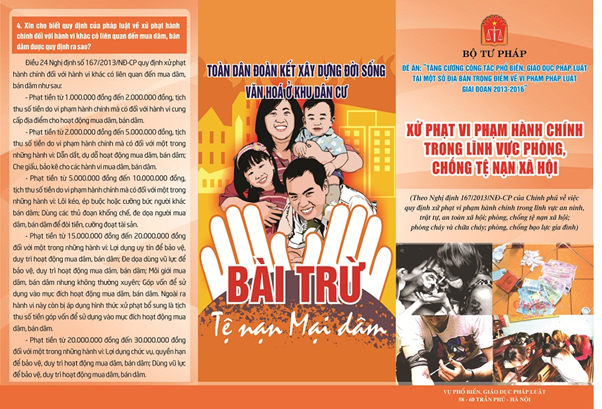 4. Xin cho biết quy định của pháp luật về xử phạt hành
chính đối với hành vi khác có liên quan đến mua dâm, bán
dâm được quy định ra sao?
Điều 24 Nghị định số 167/2013/NĐ-CP quy định xử phạt
hành chính đối với hành vi khác có liên quan đến mua dâm,
bán dâm như sau:
- Phạt tiền từ 1.000.000 đồng đến 2.000.000 đồng, tịch
thu số tiền do vi phạm hành chính mà có đối với hành vi cung
cấp địa điểm cho hoạt động mua dâm, bán dâm.
- Phạt tiền từ 2.000.000 đồng đến 5.000.000 đồng, tịch
thu số tiền do vi phạm hành chính mà có đối với một trong
những hành vi: Dẫn dắt, dụ dỗ hoạt động mua dâm, bán dâm;
Che giấu, bảo kê cho các hành vi mua dâm, bán dâm.
- Phạt tiền từ 5.000.000 đồng đến 10.000.000 đồng,
tịch thu số tiền do vi phạm hành chính mà có đối với một trong
những hành vi: Lôi kéo, ép buộc hoặc cưỡng bức người khác
bán dâm; Dùng các thủ đoạn khống chế, đe dọa người mua
dâm, bán dâm để đòi tiền, cưỡng đoạt tài sản.
- Phạt tiền từ 15.000.000 đồng đến 20.000.000 đồng
đối với một trong những hành vi: Lợi dụng uy tín để bảo vệ,
duy trì hoạt động mua dâm, bán dâm; Đe dọa dùng vũ lực để
bảo vệ, duy trì hoạt động mua dâm, bán dâm; Môi giới mua
dâm, bán dâm nhưng không thường xuyên; Góp vốn để sử
dụng vào mục đích hoạt động mua dâm, bán dâm. Ngoài ra
hành vi này còn bị áp dụng hình thức xử phạt bổ sung là tịch
thu số tiền góp vốn để sử dụng vào mục đích hoạt động mua
dâm, bán dâm.
- Phạt tiền từ 20.000.000 đồng đến 30.000.000 đồng
đối với một trong những hành vi: Lợi dụng chức vụ, quyền hạn
để bảo vệ, duy trì hoạt động mua dâm, bán dâm; Dùng vũ lực
để bảo vệ, duy trì hoạt động mua dâm, bán dâm.
TOÀN DÂN ĐOÀN KẾT XÂY DỰNG ĐỜI SỐNG
VĂN HOÁ Ở KHU DÂN CƯ
BÀI TRỪ
Tệ nạn Mại dâm
BỘ TƯ PHÁP
ĐỀ ÁN: "TĂNG CƯỜNG CÔNG TÁC PHỔ BIẾN, GIÁO DỤC PHÁP LUẬT
TẠI MỘT SỐ ĐỊA BÀN TRỌNG ĐIỂM VỀ VI PHẠM PHÁP LUẬT
GIAI ĐOẠN 2013-2016"
XỬ PHẠT VI PHẠM HÀNH CHÍNH
TRONG LĨNH VỰC PHÒNG,
CHỐNG TỆ NẠN XÃ HỘI
(Theo Nghị định 167/2013/NĐ-CP của Chính phủ về việc
quy định xử phạt vi phạm hành chính trong lĩnh vực an ninh,
trật tự, an toàn xã hội; phòng, chống tệ nạn xã hội;
phòng cháy và chữa cháy; phòng, chống bạo lực gia đình)
VỤ PHỔ BIẾN, GIÁO DỤC PHÁP LUẬT
58 - 60 TRẦN PHÚ - HÀ NỘI